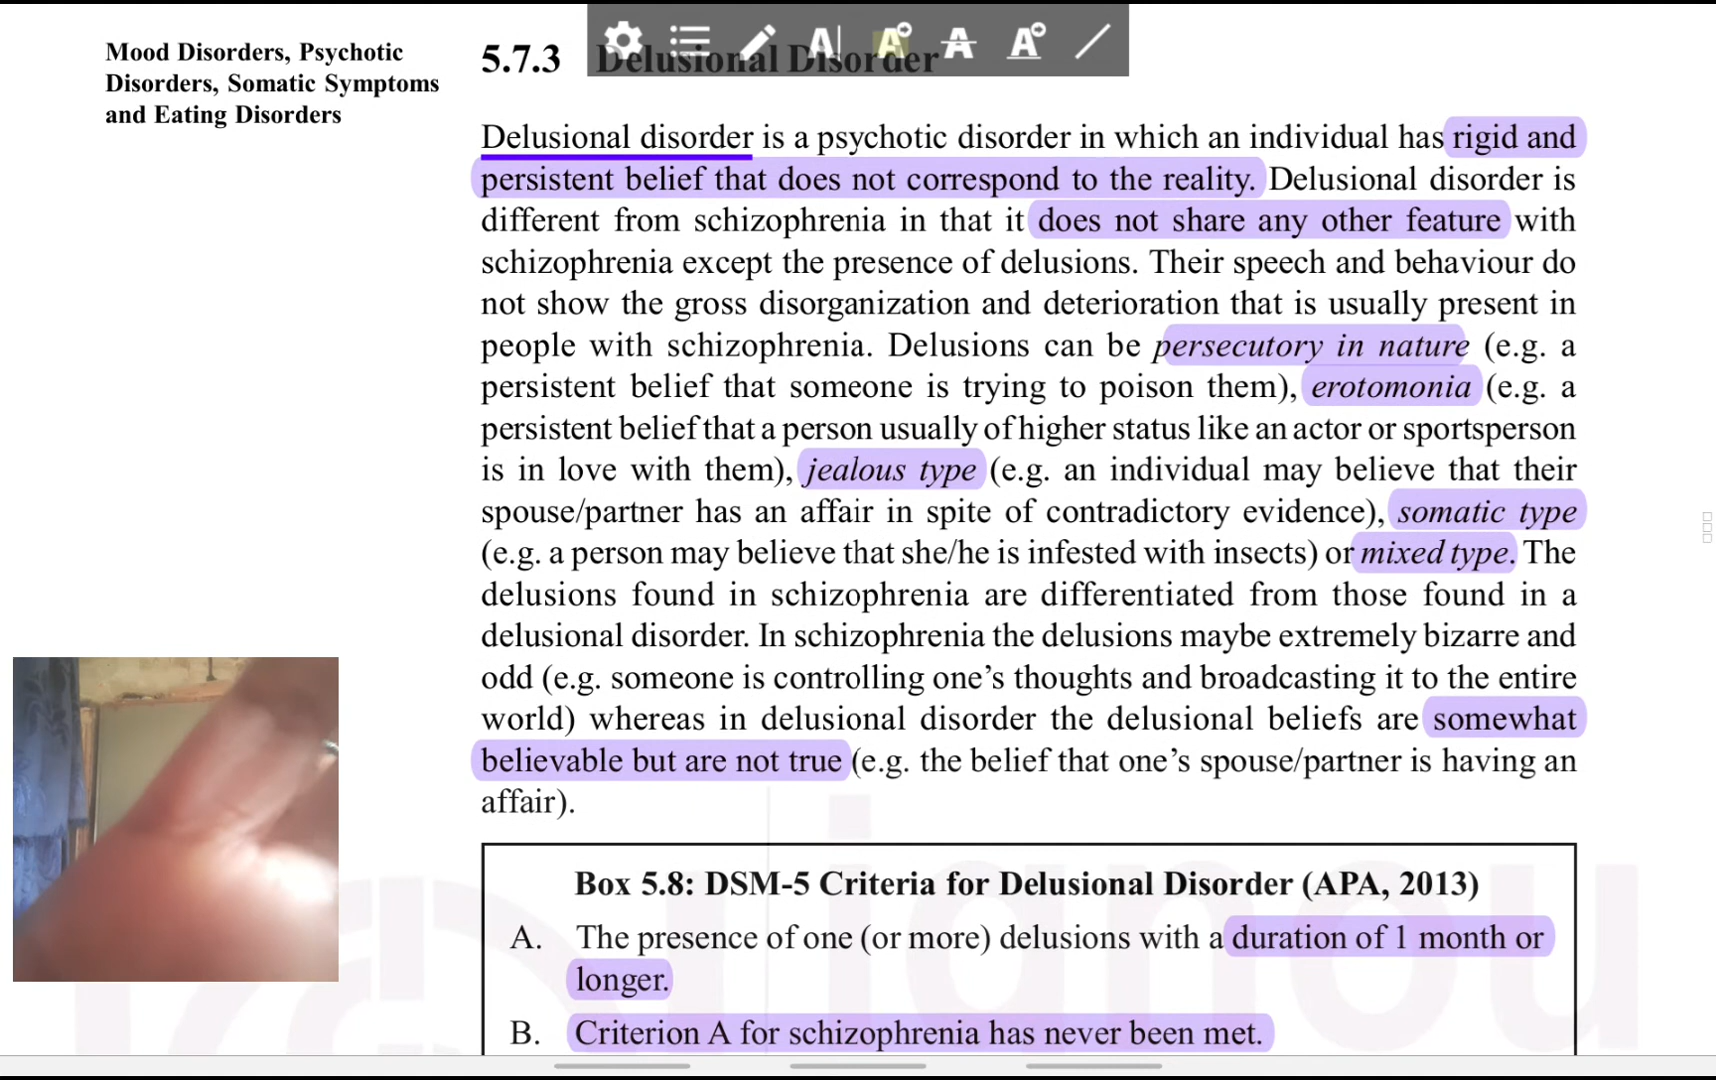 Mood Disorders, Psychotic
Disorders, Somatic Symptoms
and Eating Disorders
5.7.3 Delusional Disorder
Delusional disorder is a psychotic disorder in which an individual has rigid and
persistent belief that does not correspond to the reality. Delusional disorder is
different from schizophrenia in that it does not share any other feature with
schizophrenia except the presence of delusions. Their speech and behaviour do
not show the gross disorganization and deterioration that is usually present in
people with schizophrenia. Delusions can be persecutory in nature (e.g. a
persistent belief that someone is trying to poison them), erotomonia (e.g. a
persistent belief that a person usually of higher status like an actor or sportsperson
is in love with them), jealous type (e.g. an individual may believe that their
spouse/partner has an affair in spite of contradictory evidence), somatic type
(e.g. a person may believe that she/he is infested with insects) or mixed type. The
delusions found in schizophrenia are differentiated from those found in a
delusional disorder. In schizophrenia the delusions maybe extremely bizarre and
odd (e.g. someone is controlling one’s thoughts and broadcasting it to the entire
world) whereas in delusional disorder the delusional beliefs are somewhat
believable but are not true (e.g. the belief that one’s spouse/partner is having an
affair).
Box 5.8: DSM-5 Criteria for Delusional Disorder (APA, 2013)
A. The presence of one (or more) delusions with a duration of 1 month or
longer.
B. Criterion A for schizophrenia has never been met.
ignou